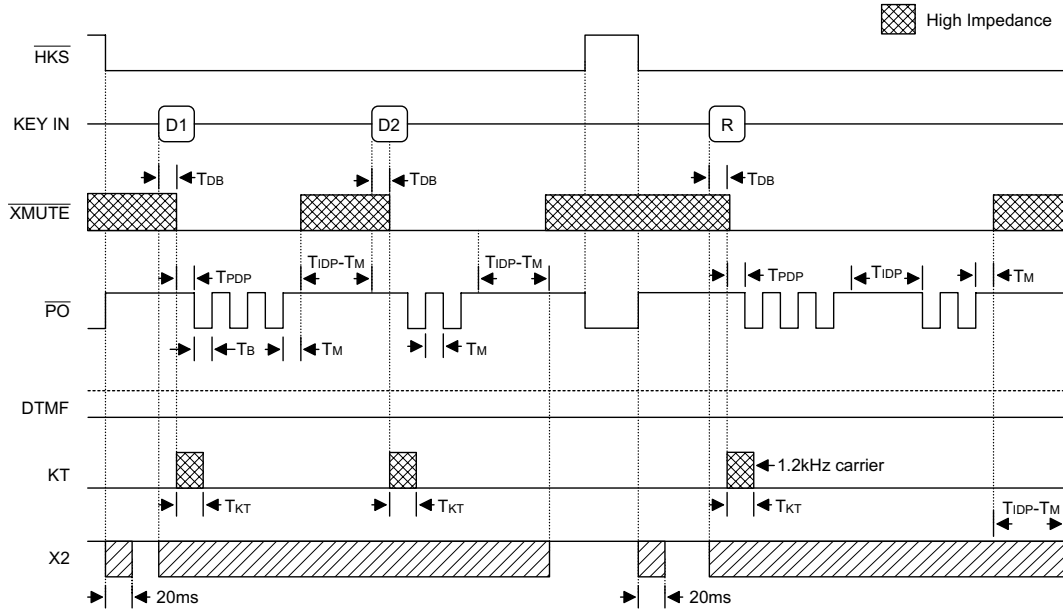 High Impedance
HKS
KEY IN D1 D2 R
TDB TDB TDB
XMUTE
TPDP TIDP-TM TIDP-TM TPDP TIDP TM
PO
TB TM TM
DTMF
KT 1.2kHz carrier
TKT TKT TKT TIDP-TM
X2
20ms 20ms